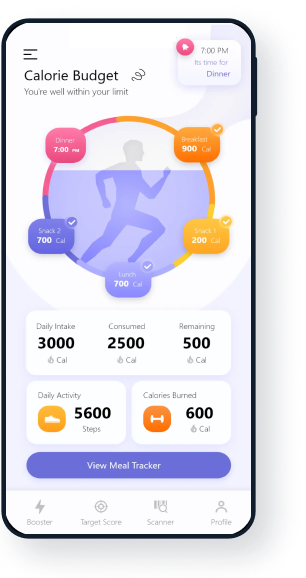 7:00 PM
Its time for
Dinner
Calorie Budget
You're well within your limit
Dinner
7:00 PM
Breakfast
900 Cal
Snack 2
700 Cal
Snack 1
200 Cal
Lunch
700 Cal
Daily Intake
3000
Cal
Consumed
2500
Cal
Remaining
500
Cal
Daily Activity
5600
Steps
Calories Burned
600
Cal
View Meal Tracker
Booster
Target Score
Scanner
Profile